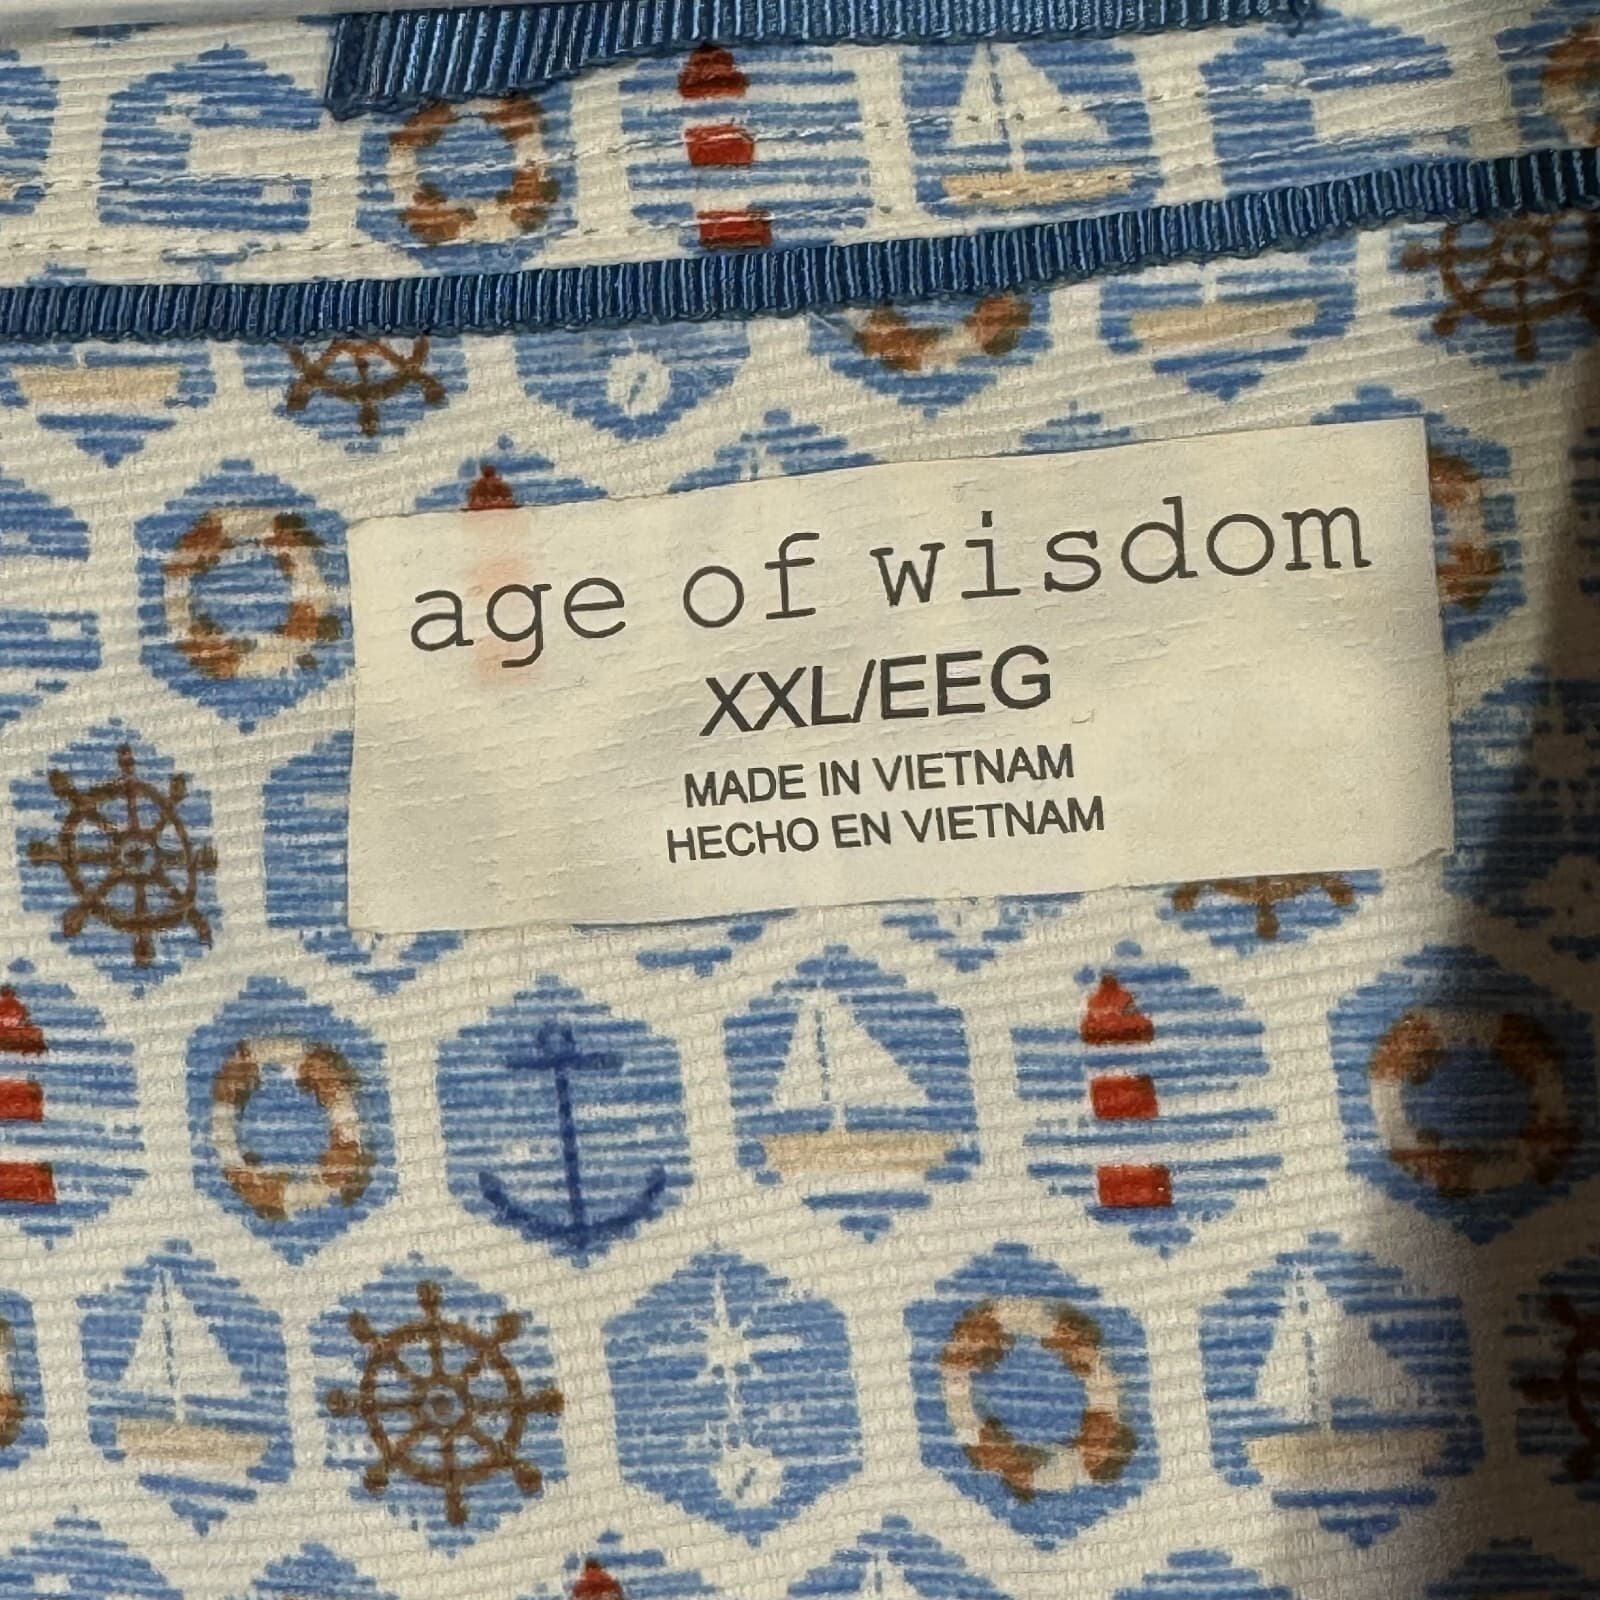 age of wisdom
XXL/EEG
MADE IN VIETNAM
HECHO EN VIETNAM